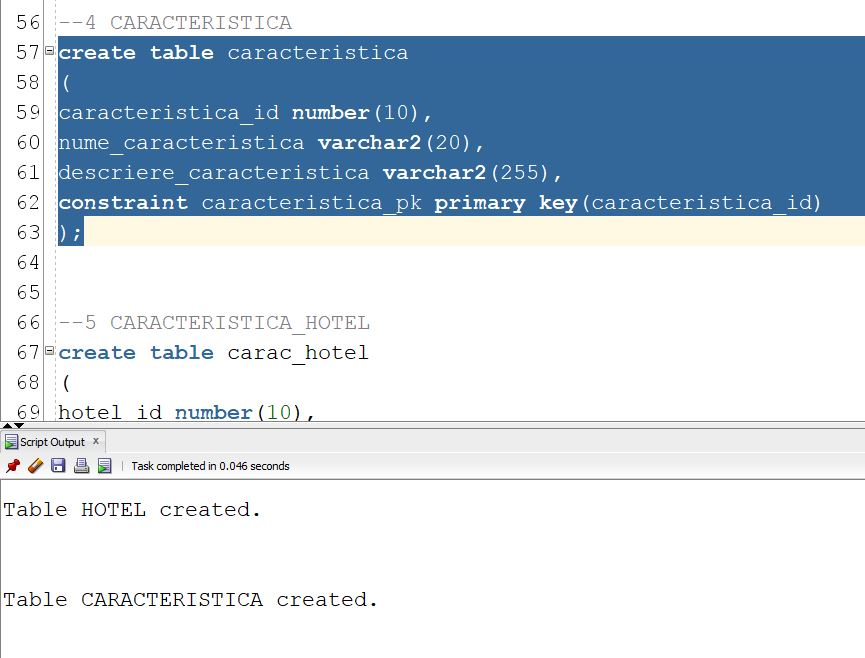 56 --4 CARACTERISTICA
57 create table caracteristica
58 (
59 caracteristica_id number(10),
60 nume_caracteristica varchar2(20),
61 descriere_caracteristica varchar2(255),
62 constraint caracteristica_pk primary key(caracteristica_id)
63 );
64
65
66 --5 CARACTERISTICA_HOTEL
67 create table carac_hotel
68 (
69 hotel_id number(10),
Script Output x
Task completed in 0.046 seconds
Table HOTEL created.
Table CARACTERISTICA created.